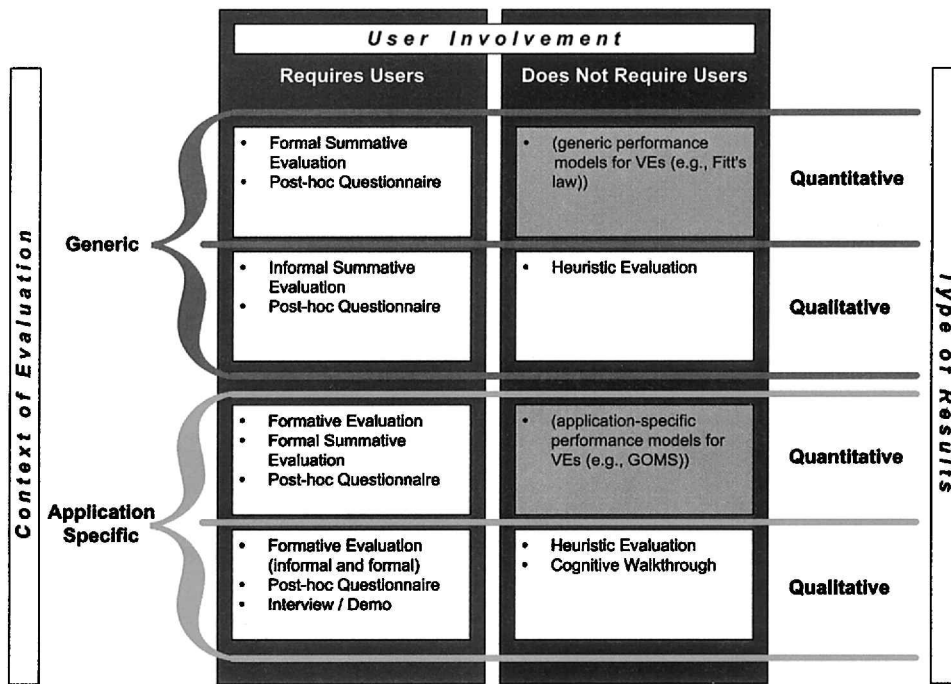 User Involvement
Requires Users
Does Not Require Users
Context of Evaluation
Type of Results
Generic
• Formal Summative
Evaluation
• Post-hoc Questionnaire
• (generic performance
models for VEs (e.g., Fitt's
law))
Quantitative
• Informal Summative
Evaluation
• Post-hoc Questionnaire
• Heuristic Evaluation
Qualitative
Application
Specific
• Formative Evaluation
• Formal Summative
Evaluation
• Post-hoc Questionnaire
• (application-specific
performance models for
VEs (e.g., GOMS))
Quantitative
• Formative Evaluation
(informal and formal)
• Post-hoc Questionnaire
• Interview / Demo
• Heuristic Evaluation
• Cognitive Walkthrough
Qualitative